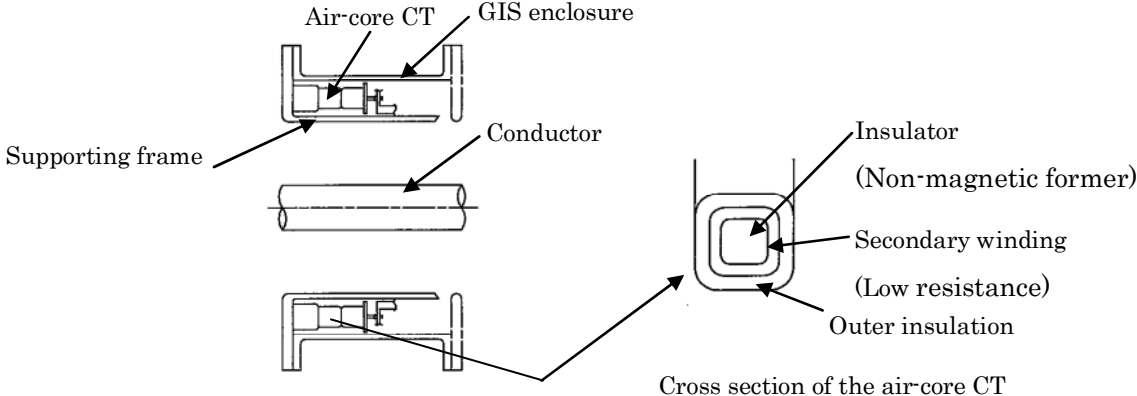 Air-core CT
GIS enclosure
Conductor
Supporting frame
Insulator
(Non-magnetic former)
Secondary winding
(Low resistance)
Outer insulation
Cross section of the air-core CT